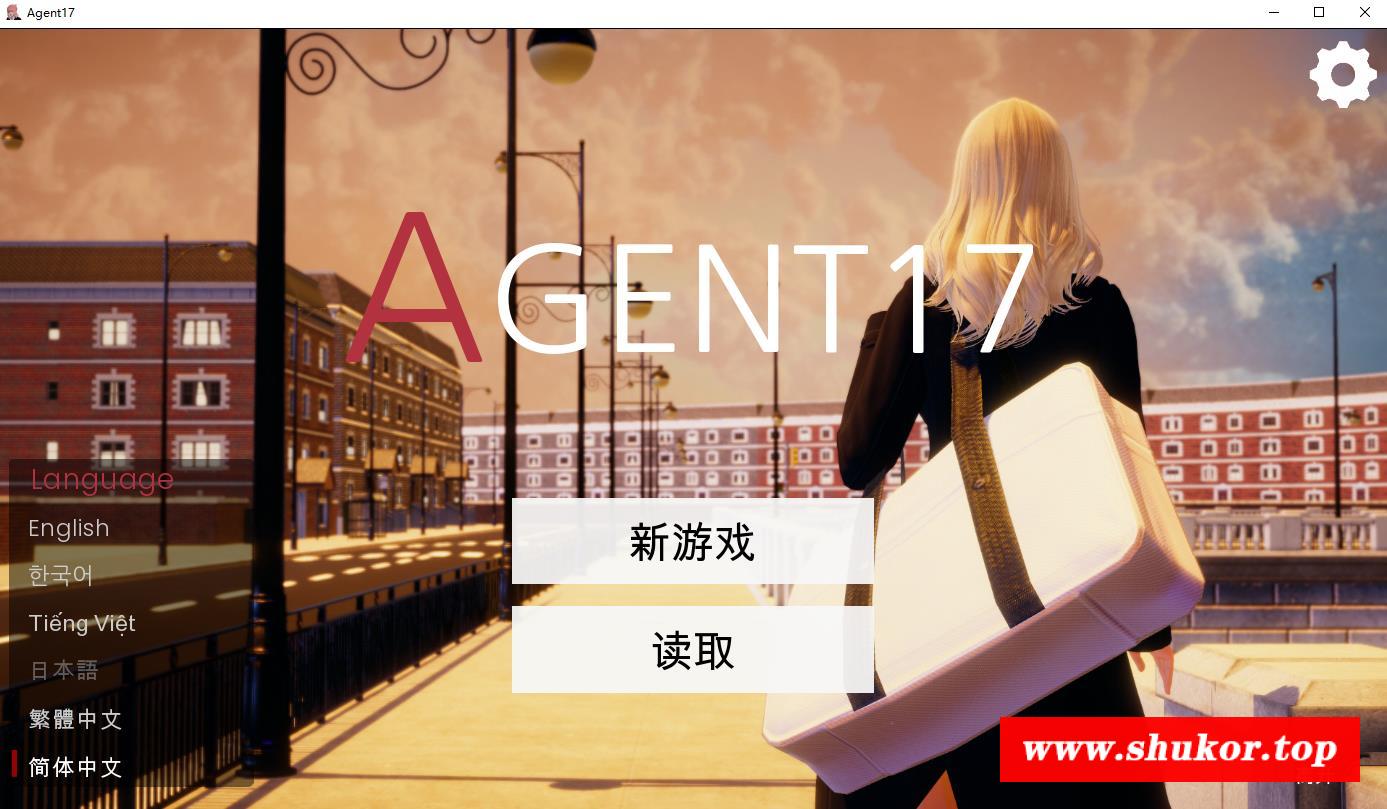 Agent17
AGENT17
Language
English
한국어
Tiếng Việt
日本語
繁體中文
简体中文
新游戏
读取
www.shukor.top